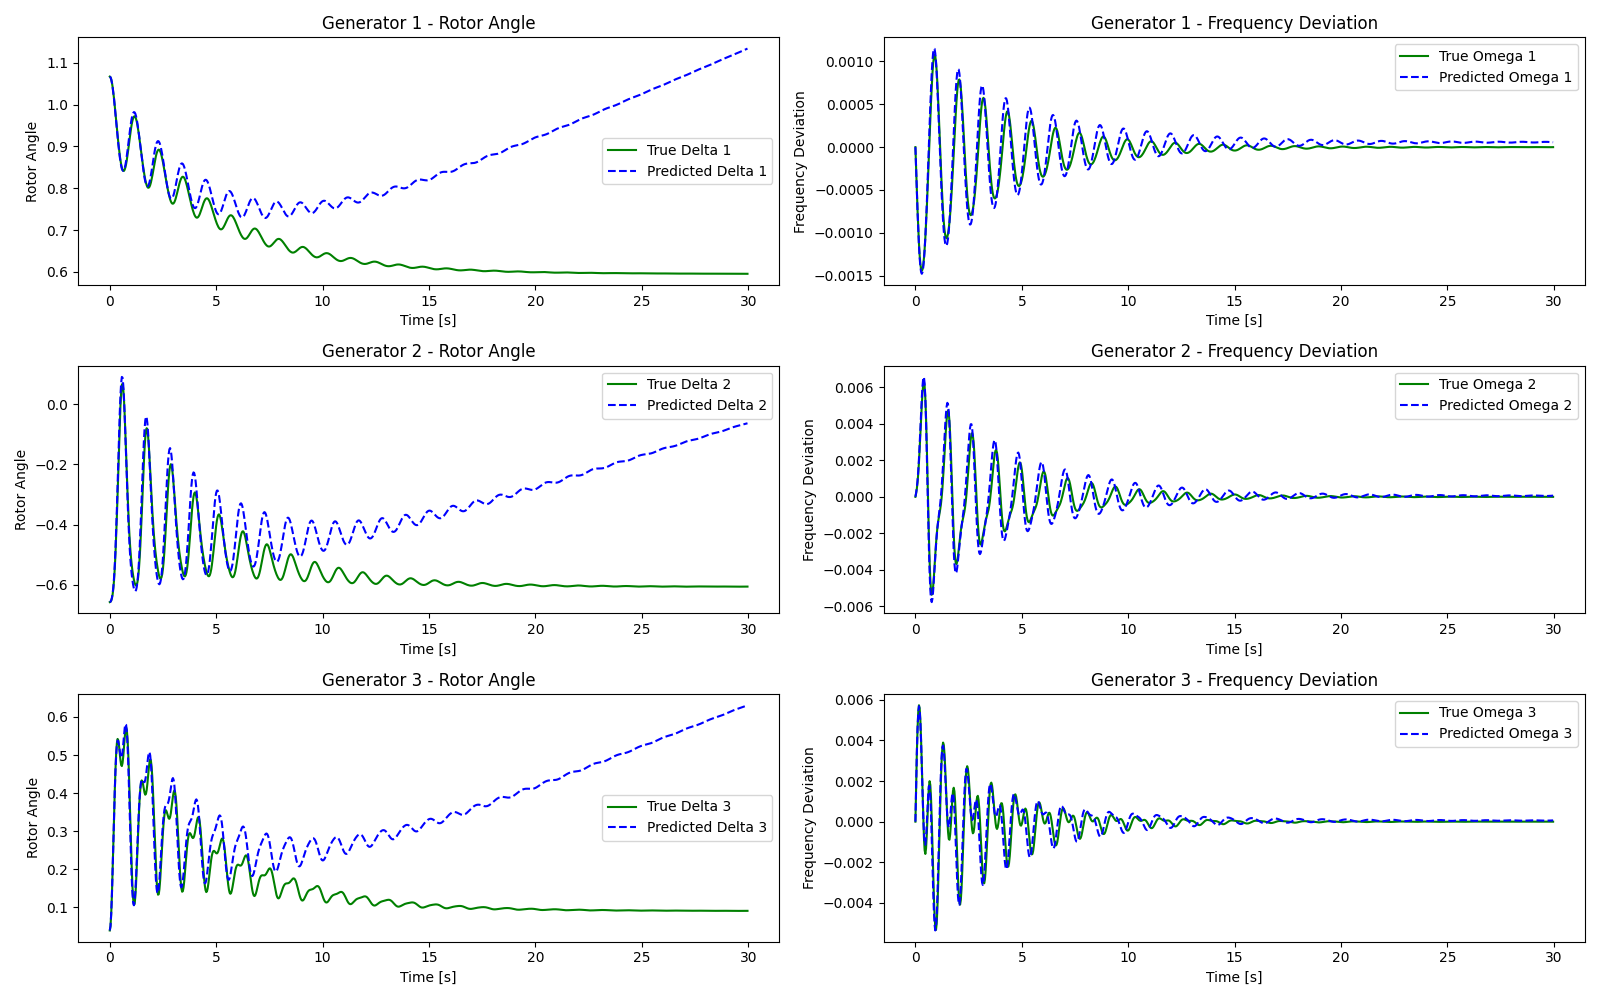 Generator 1 - Rotor Angle
Rotor Angle
1.1
1.0
0.9
0.8
0.7
0.6
True Delta 1
Predicted Delta 1
0 5 10 15 20 25 30
Time [s]
Generator 1 - Frequency Deviation
Frequency Deviation
0.0010
0.0005
0.0000
−0.0005
−0.0010
−0.0015
True Omega 1
Predicted Omega 1
0 5 10 15 20 25 30
Time [s]
Generator 2 - Rotor Angle
Rotor Angle
0.0
−0.2
−0.4
−0.6
True Delta 2
Predicted Delta 2
0 5 10 15 20 25 30
Time [s]
Generator 2 - Frequency Deviation
Frequency Deviation
0.006
0.004
0.002
0.000
−0.002
−0.004
−0.006
True Omega 2
Predicted Omega 2
0 5 10 15 20 25 30
Time [s]
Generator 3 - Rotor Angle
Rotor Angle
0.6
0.5
0.4
0.3
0.2
0.1
True Delta 3
Predicted Delta 3
0 5 10 15 20 25 30
Time [s]
Generator 3 - Frequency Deviation
Frequency Deviation
0.006
0.004
0.002
0.000
−0.002
−0.004
True Omega 3
Predicted Omega 3
0 5 10 15 20 25 30
Time [s]